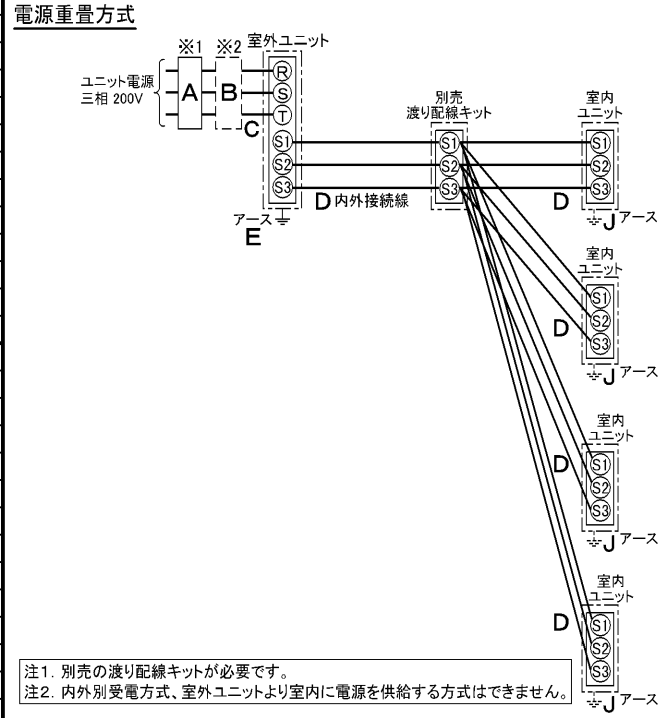 電源重畳方式
※1 ※2 室外ユニット
ユニット電源
三相 200V
A B
R
S
T
C
S1
S2
S3
D 内外接続線
アース
E
別売
渡り配線キット
S1
S2
S3
室内
ユニット
S1
S2
S3
D
J アース
室内
ユニット
S1
S2
S3
D
J アース
室内
ユニット
S1
S2
S3
D
J アース
室内
ユニット
S1
S2
S3
D
J アース
注1. 別売の渡り配線キットが必要です。
注2. 内外別受電方式、室外ユニットより室内に電源を供給する方式はできません。